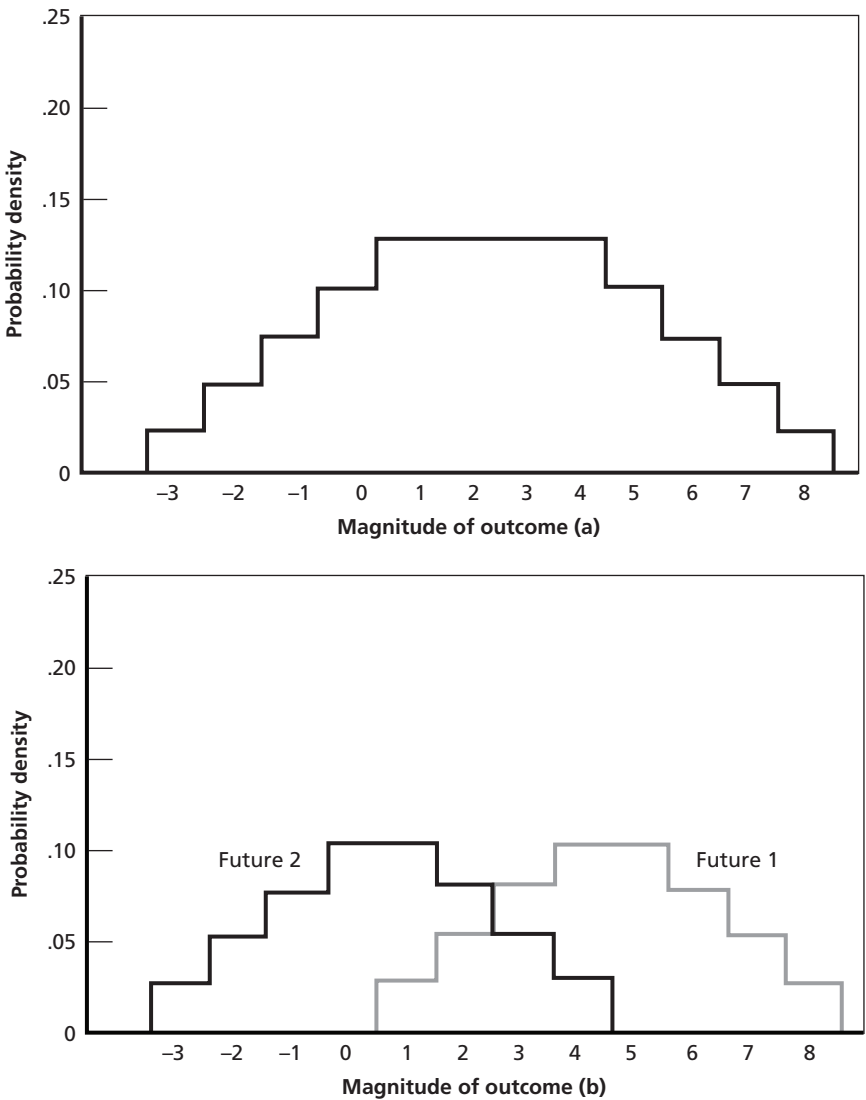 .25
.20
.15
.10
.05
0
Probability density
–3 –2 –1 0 1 2 3 4 5 6 7 8
Magnitude of outcome (a)
.25
.20
.15
.10
.05
0
Probability density
Future 2 Future 1
–3 –2 –1 0 1 2 3 4 5 6 7 8
Magnitude of outcome (b)